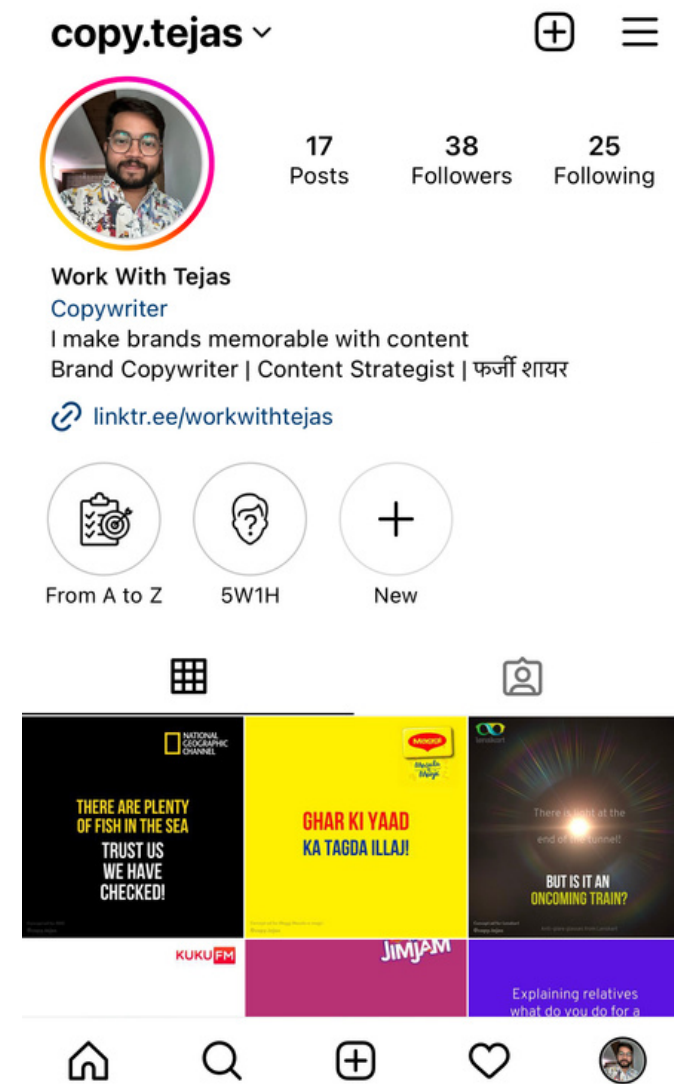 copy.tejas
17
38
25
Posts
Followers
Following
Work With Tejas
Copywriter
I make brands memorable with content
Brand Copywriter | Content Strategist | फर्जी शायर
linktr.ee/workwithtejas
From A to Z
5W1H
New
NATIONAL
GEOGRAPHIC
CHANNEL
THERE ARE PLENTY
OF FISH IN THE SEA
TRUST US
WE HAVE
CHECKED!
MAGGI
Masala
ae
Magic
GHAR KI YAAD
KA TAGDA ILLAJ!
lenskart
There is light at the
end of the tunnel!
BUT IS IT AN
ONCOMING TRAIN?
KUKU FM
JIMJAM
Explaining relatives
what do you do for a